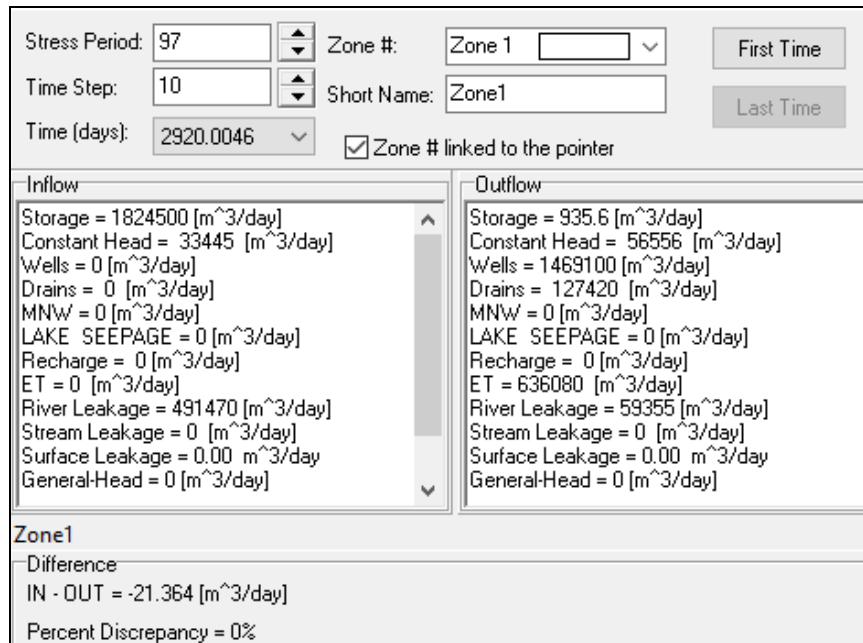 Stress Period: 97 Zone #: Zone 1 First Time
Time Step: 10 Short Name: Zone1 Last Time
Time (days): 2920.0046 Zone # linked to the pointer
Inflow
Storage = 1824500 [m^3/day]
Constant Head = 33445 [m^3/day]
Wells = 0 [m^3/day]
Drains = 0 [m^3/day]
MNW = 0 [m^3/day]
LAKE SEEPAGE = 0 [m^3/day]
Recharge = 0 [m^3/day]
ET = 0 [m^3/day]
River Leakage = 491470 [m^3/day]
Stream Leakage = 0 [m^3/day]
Surface Leakage = 0.00 m^3/day
General-Head = 0 [m^3/day]
Outflow
Storage = 935.6 [m^3/day]
Constant Head = 56556 [m^3/day]
Wells = 1469100 [m^3/day]
Drains = 127420 [m^3/day]
MNW = 0 [m^3/day]
LAKE SEEPAGE = 0 [m^3/day]
Recharge = 0 [m^3/day]
ET = 636080 [m^3/day]
River Leakage = 59355 [m^3/day]
Stream Leakage = 0 [m^3/day]
Surface Leakage = 0.00 m^3/day
General-Head = 0 [m^3/day]
Zone1
Difference
IN - OUT = -21.364 [m^3/day]
Percent Discrepancy = 0%